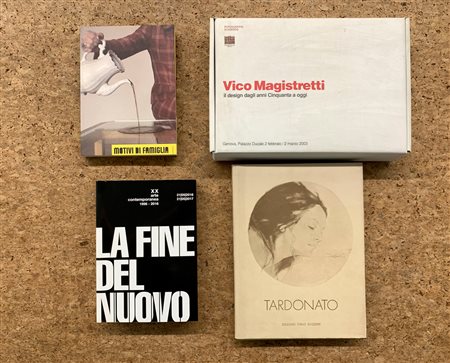 MOTIVI DI FAMIGLIA
Vico Magistretti
il design dagli anni Cinquanta a oggi
Genova, Palazzo Ducale 2 febbraio / 2 marzo 2003
XX
arte
contemporanea
1996 - 2016
LA FINE
DEL
NUOVO
TARDONATO